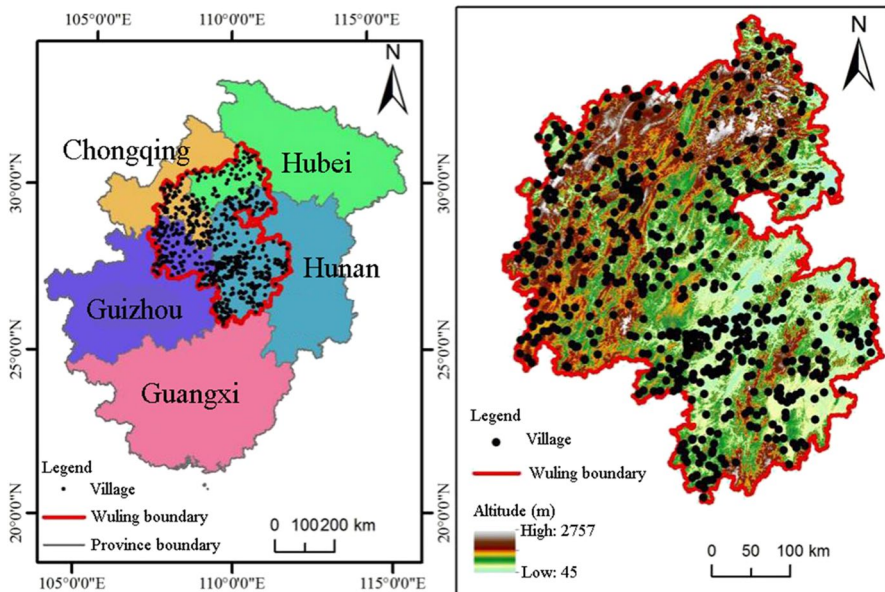 105°0'0"E 110°0'0"E 115°0'0"E
N
Chongqing
Hubei
30°0'0"N
30°0'0"N
Hunan
Guizhou
25°0'0"N
25°0'0"N
Guangxi
Legend
Village
Wuling boundary
Province boundary
0 100 200 km
20°0'0"N
20°0'0"N
105°0'0"E 110°0'0"E 115°0'0"E
N
Legend
Village
Wuling boundary
Altitude (m)
High: 2757
Low: 45
0 50 100 km